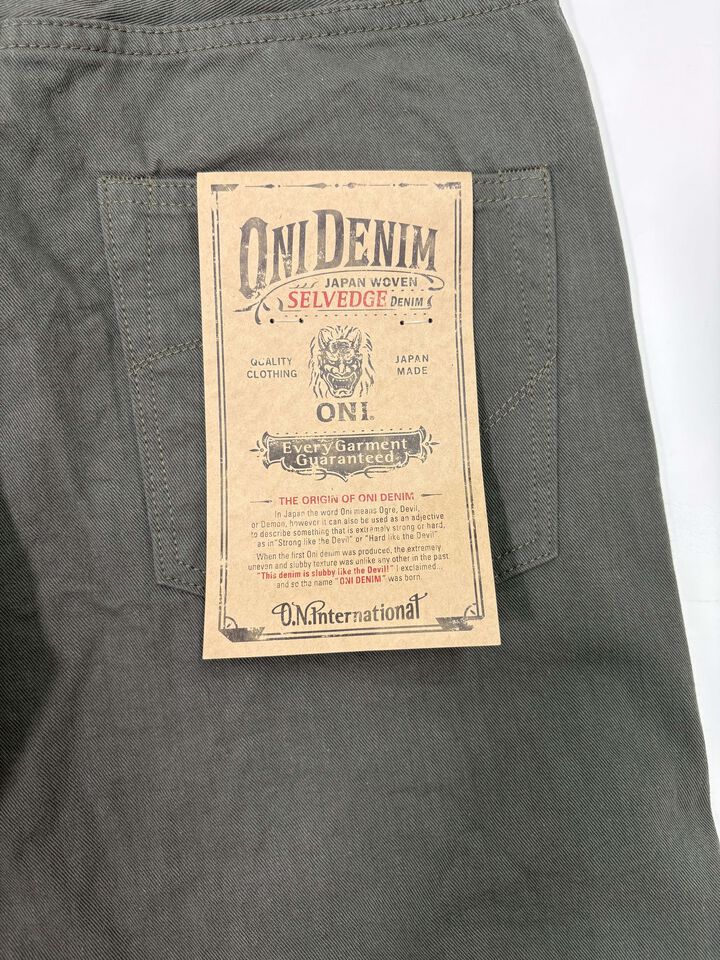 ONI DENIM
JAPAN WOVEN
SELVEDGE DENIM
QUALITY CLOTHING
JAPAN MADE
ONI®
Every Garment
Guaranteed
THE ORIGIN OF ONI DENIM
In Japan the word Oni means Ogre, Devil,
or Demon, however it can also be used as an adjective
to describe something that is extremaly strong or hard,
as in "Strong like the Devil" or "Hard like the Devil"
When the first Oni denim was produced, the extremely
uneven and slubby texture was unlike any other in the past.
"This denim is slubby like the Devil!" I exclaimed...
and so the name "ONI DENIM" was born.
O.N.International